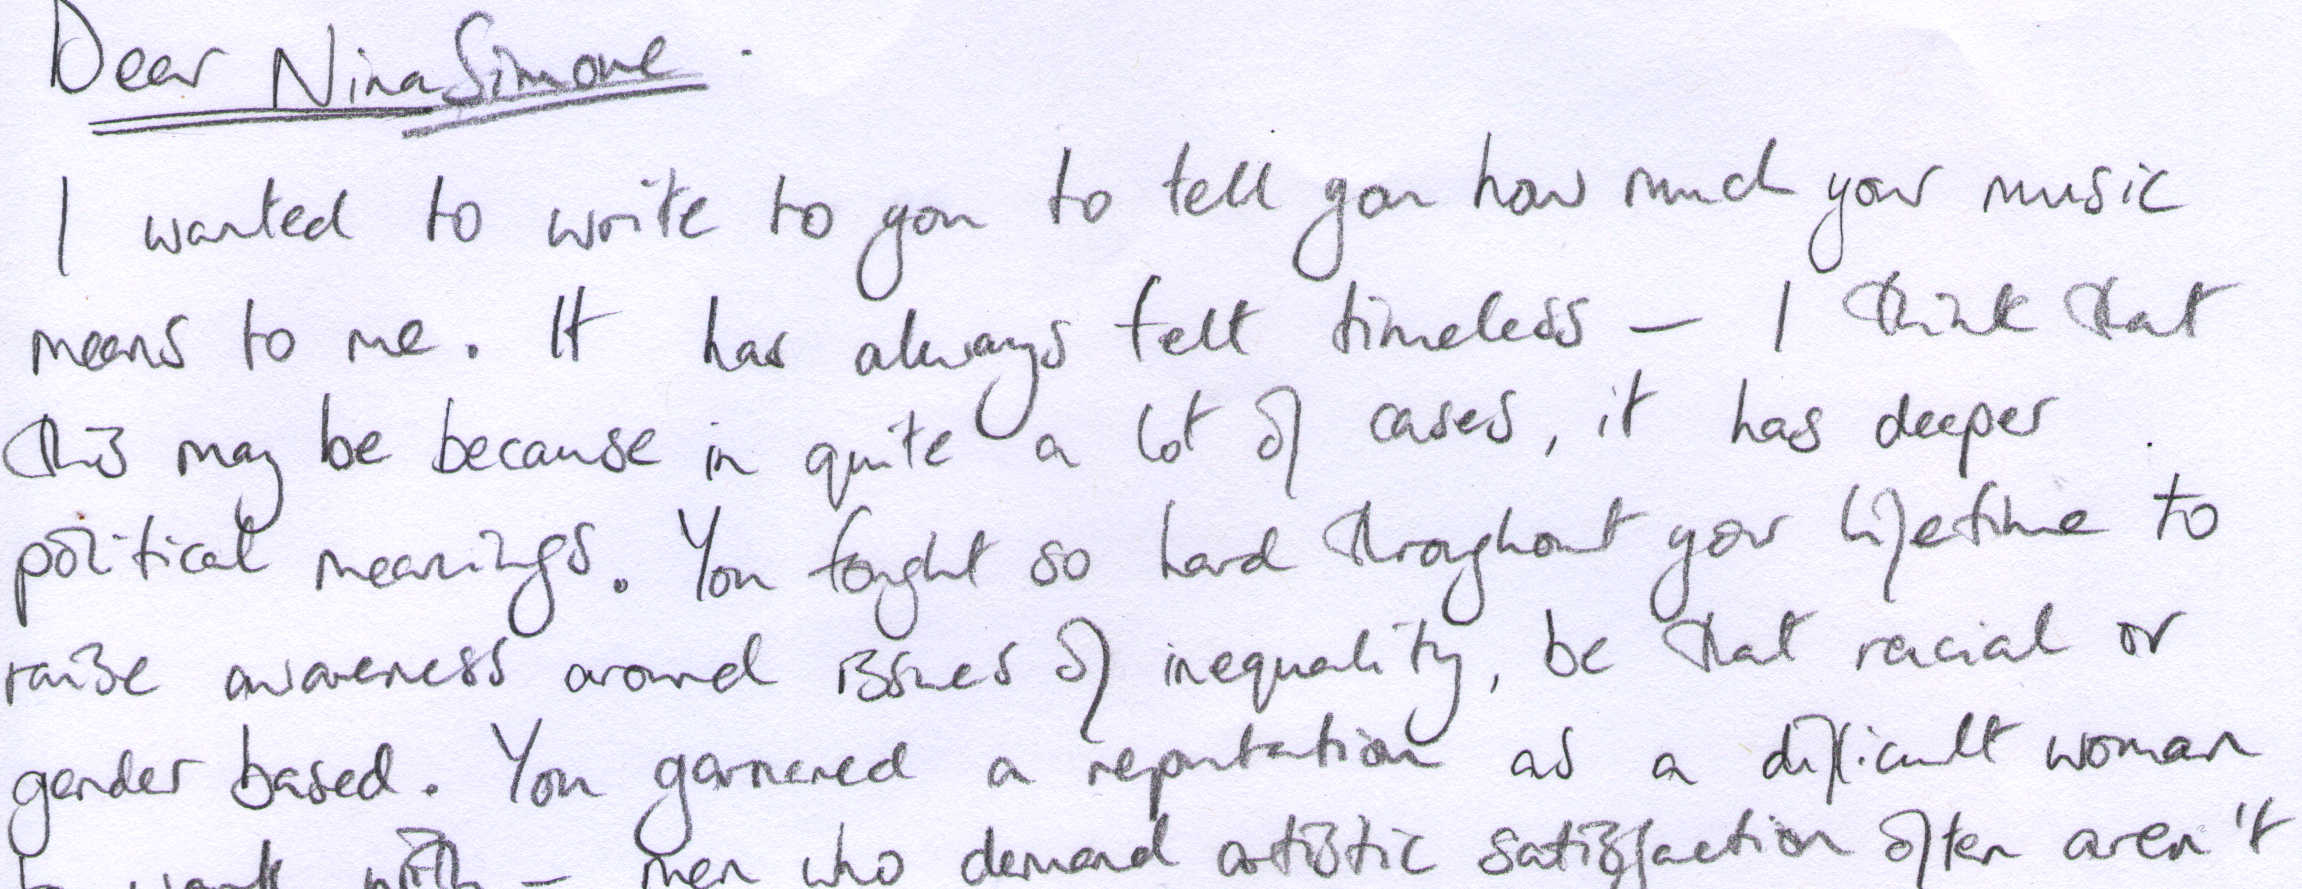 Dear Nina Simone.
I wanted to write to you to tell you how much your music
means to me. It has always felt timeless – I think that
this may be because in quite a lot of cases, it has deeper
political meanings. You fought so hard throughout your lifetime to
raise awareness around issues of inequality, be that racial or
gender based. You garnered a reputation as a difficult woman
to work with – men who demand artistic satisfaction often aren't